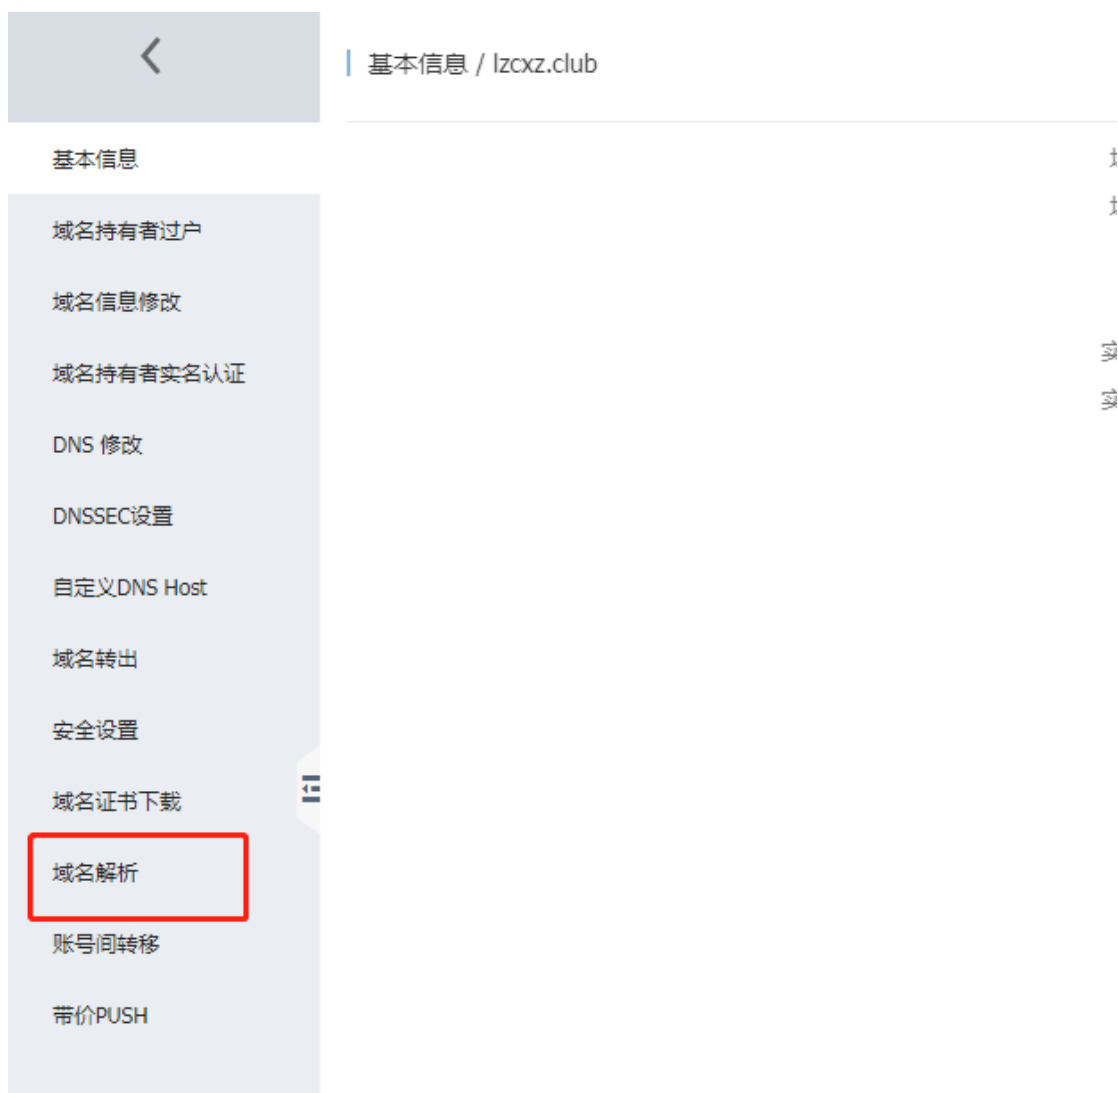 基本信息 / lzcxz.club
基本信息
域名持有者过户
域名信息修改
域名持有者实名认证
DNS 修改
DNSSEC设置
自定义DNS Host
域名转出
安全设置
域名证书下载
域名解析
账号间转移
带价PUSH
实
实